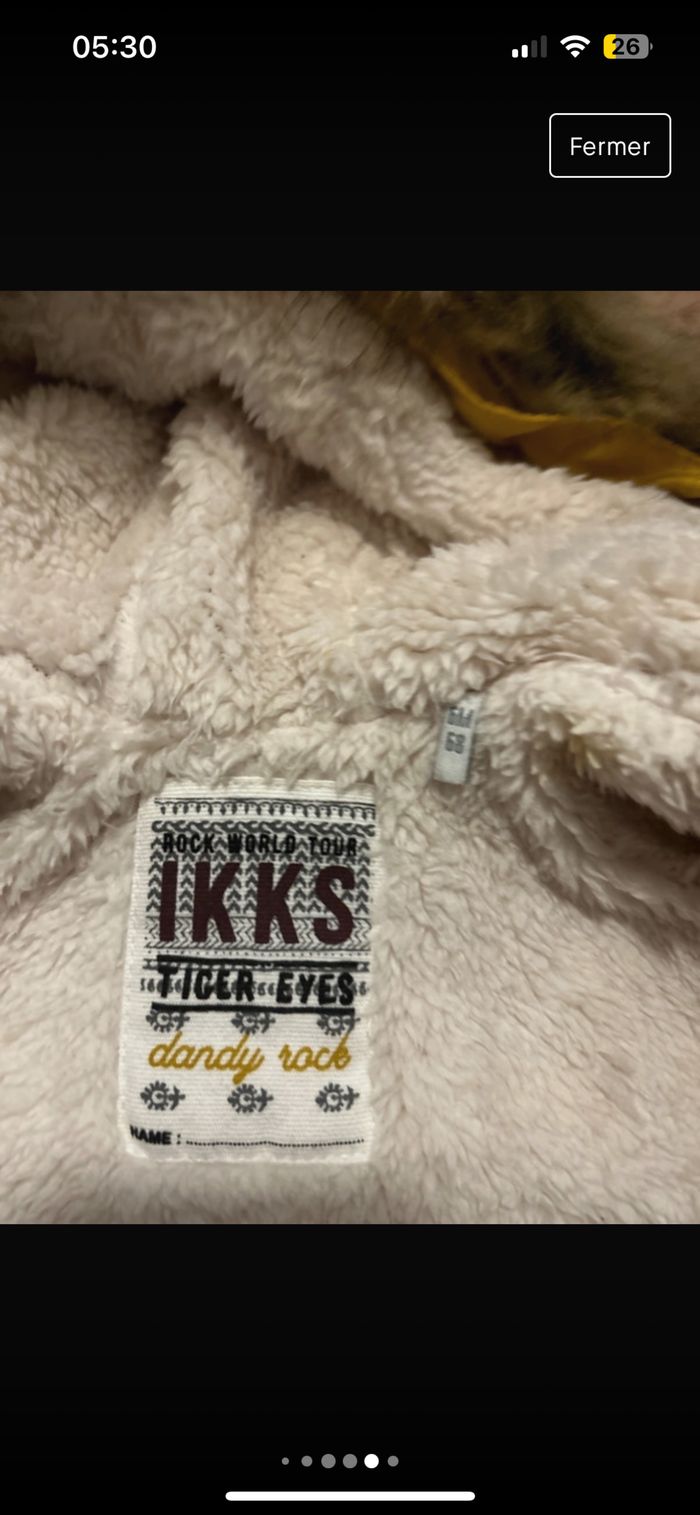 05:30
26
Fermer
ROCK WORLD TOUR
IKKS
TIGER EYES
dandy rock
NAME :